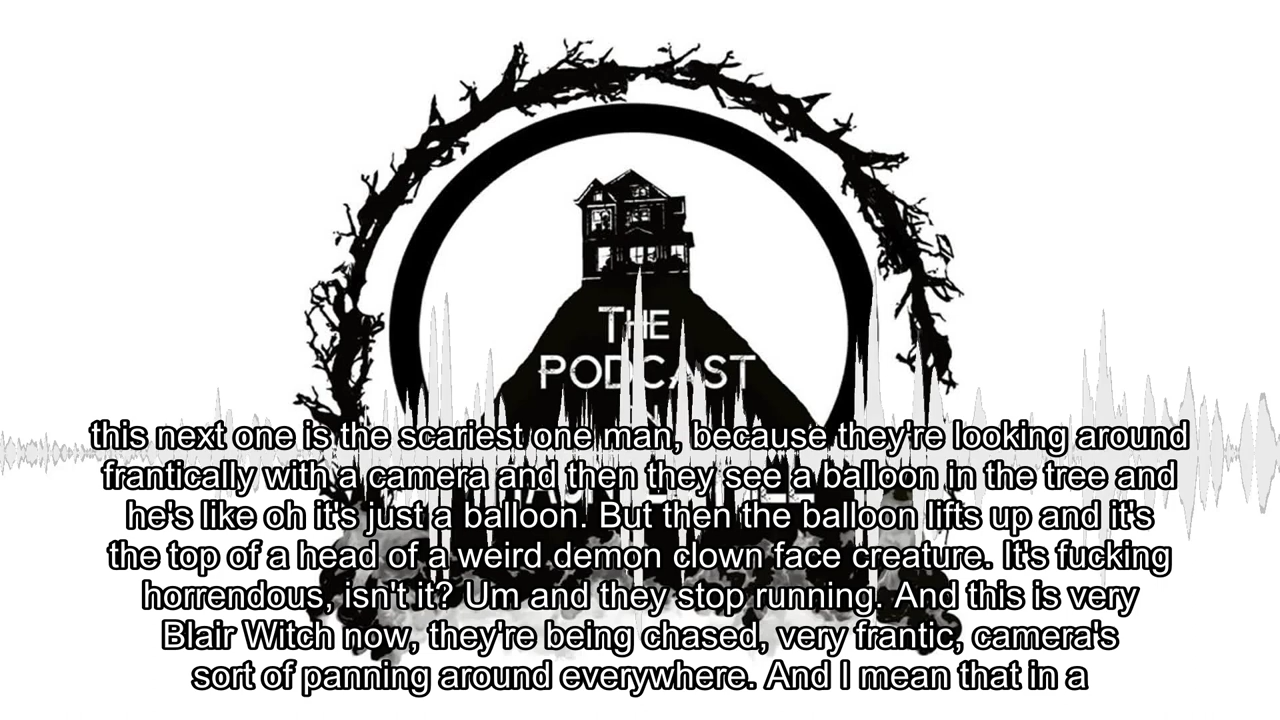 THE
PODCAST
this next one is the scariest one man, because they're looking around
frantically with a camera and then they see a balloon in the tree and
he's like oh it's just a balloon. But then the balloon lifts up and it's
the top of a head of a weird demon clown face creature. It's fucking
horrendous, isn't it? Um and they stop running. And this is very
Blair Witch now, they're being chased, very frantic, camera's
sort of panning around everywhere. And I mean that in a